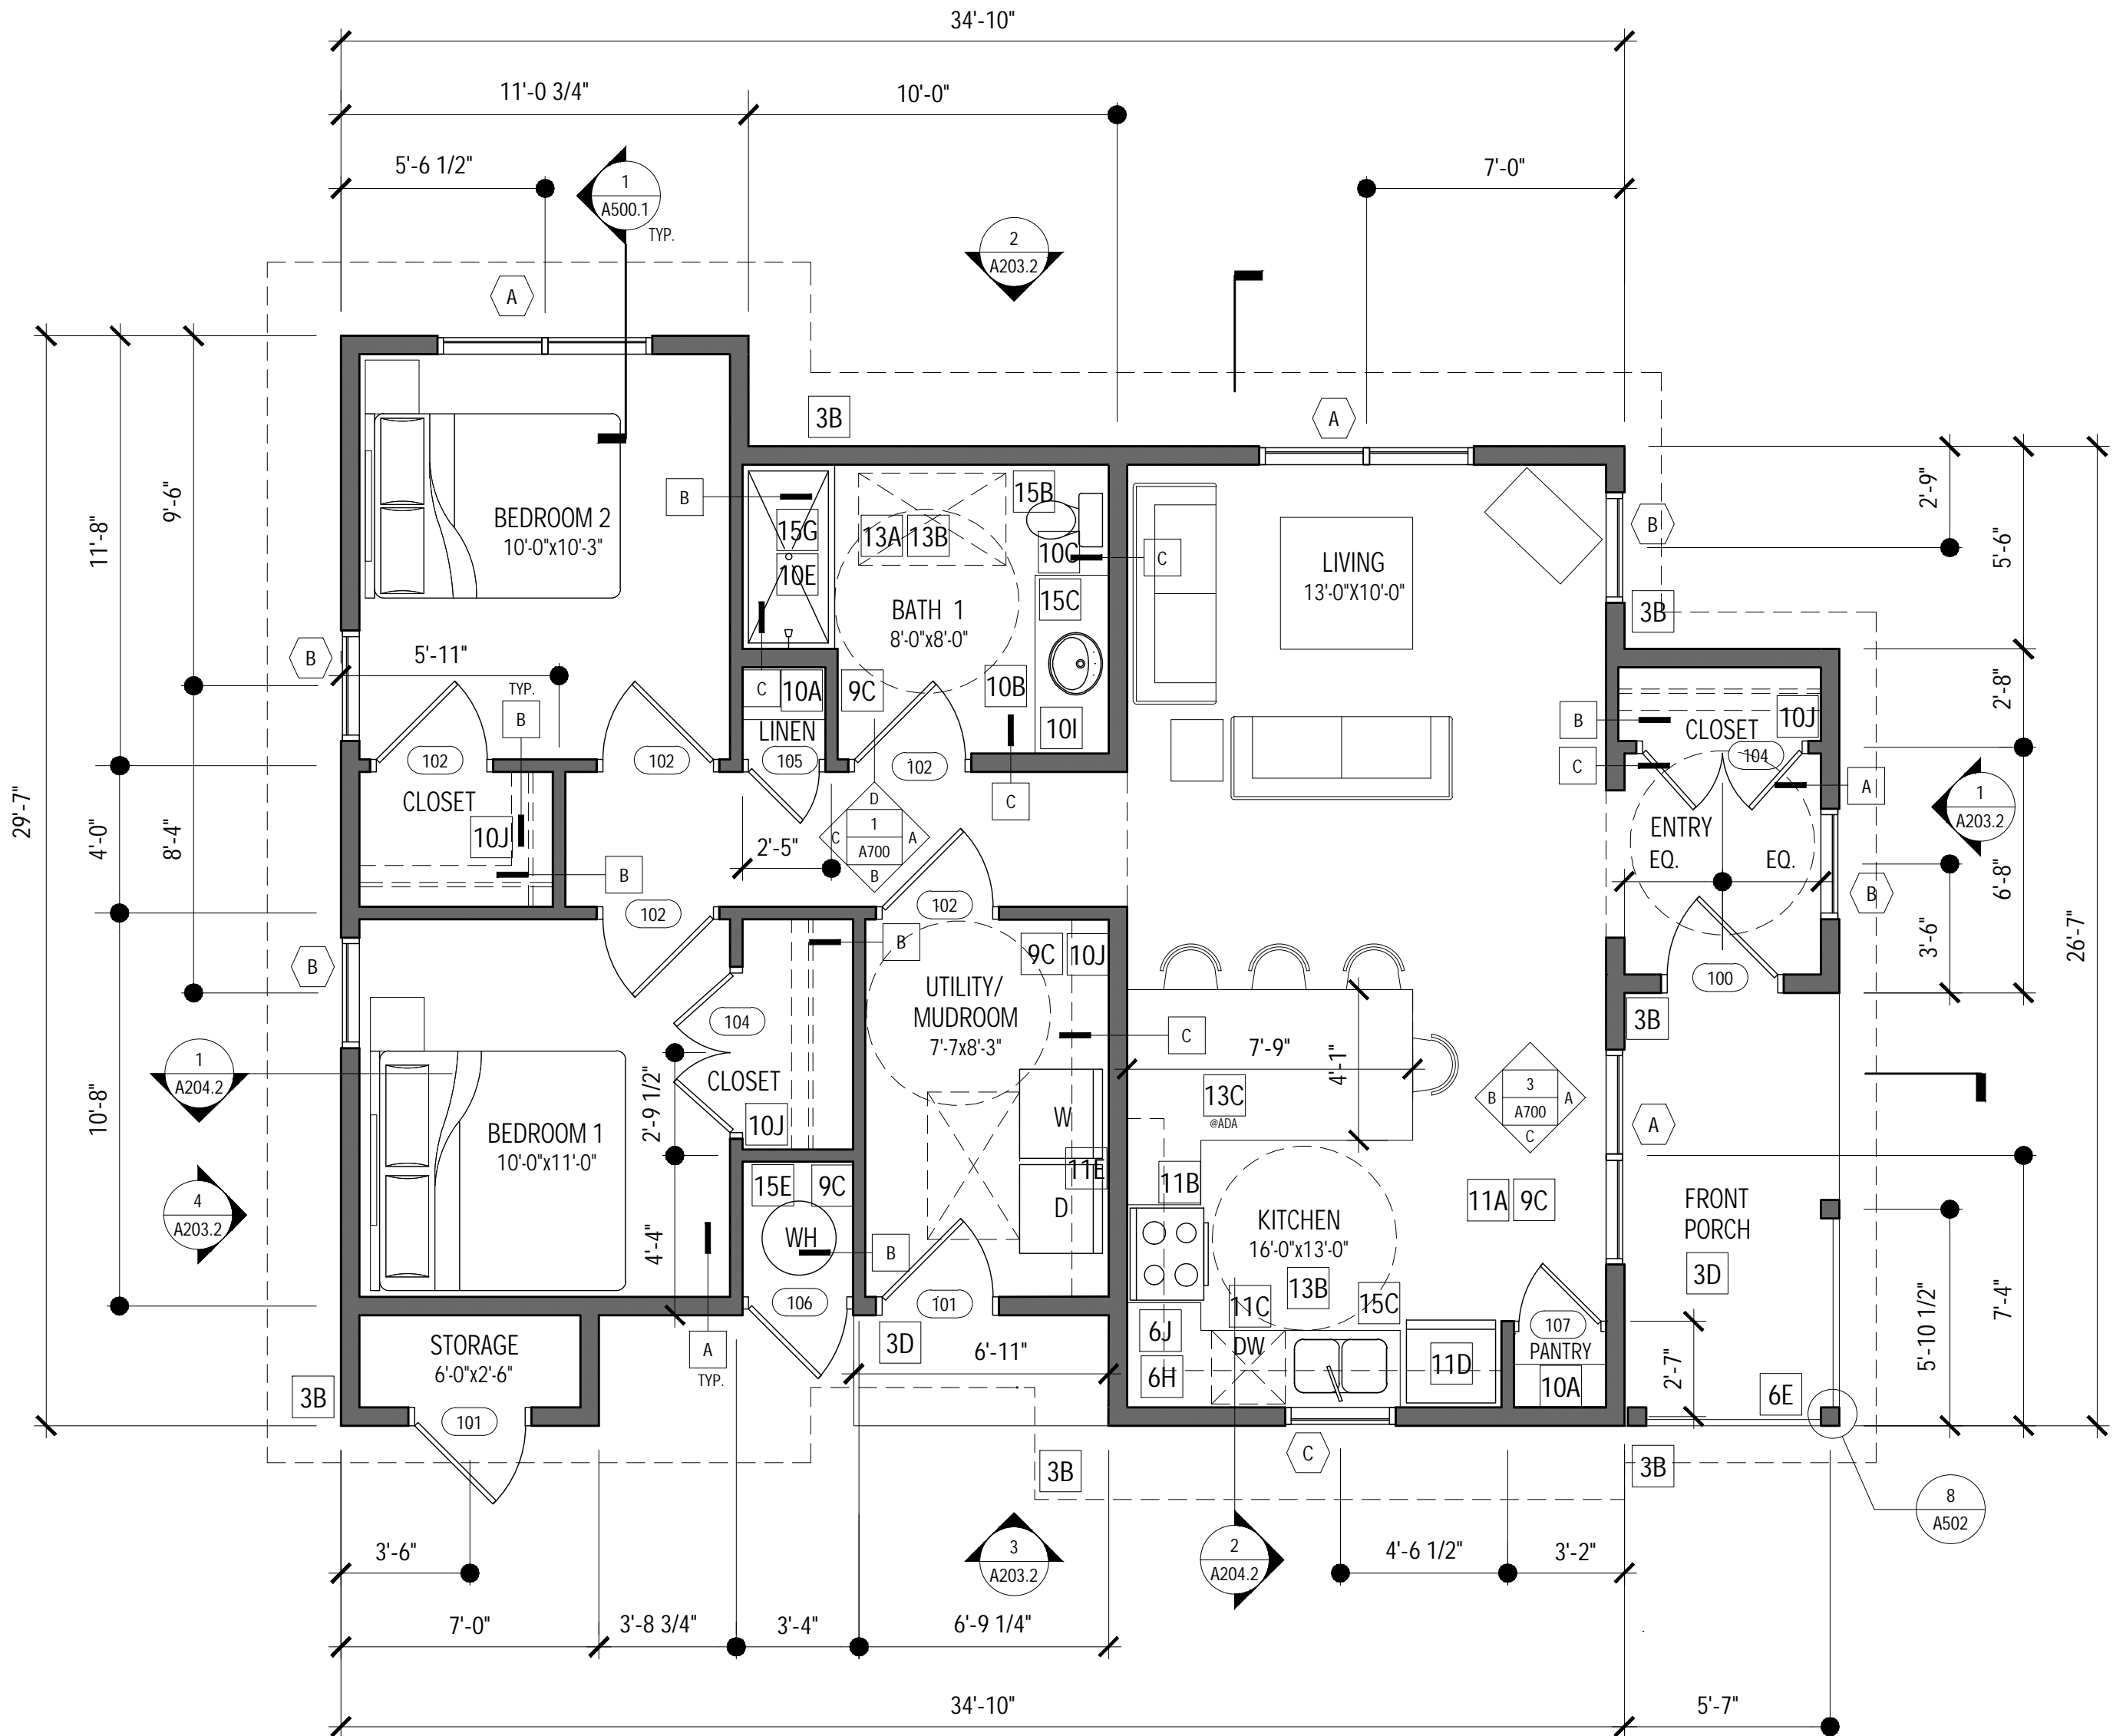 34'-10"
11'-0 3/4"
10'-0"
5'-6 1/2"
7'-0"
1
A500.1
TYP.
2
A203.2
A
A
3B
29'-7"
11'-8"
9'-6"
4'-0"
8'-4"
10'-8"
BEDROOM 2
10'-0"x10'-3"
B
5'-11"
TYP.
B
102
CLOSET
10J
B
102
102
B
15G
10E
13A
13B
15B
10C
C
15C
BATH 1
8'-0"x8'-0"
C
10A
9C
10B
10I
LINEN
105
102
C
2'-5"
D
C
1
A700
A
B
LIVING
13'-0"X10'-0"
B
3B
2'-9"
5'-6"
2'-8"
B
CLOSET
10J
C
104
A
1
A203.2
ENTRY
EQ.
EQ.
B
3'-6"
6'-8"
26'-7"
100
3B
B
1
A204.2
4
A203.2
BEDROOM 1
10'-0"x11'-0"
104
CLOSET
10J
2'-9 1/2"
4'-4"
B
102
9C
10J
UTILITY/
MUDROOM
7'-7x8'-3"
C
W
11E
D
15E
9C
WH
B
106
101
3D
6'-11"
A
TYP.
7'-9"
4'-1"
13C
@ADA
3
B
A700
A
C
A
11B
11A
9C
KITCHEN
16'-0"x13'-0"
13B
11C
15C
6J
DW
6H
11D
107
PANTRY
10A
2'-7"
FRONT
PORCH
3D
5'-10 1/2"
7'-4"
6E
8
A502
STORAGE
6'-0"x2'-6"
3B
101
C
3B
3B
3'-6"
3
A203.2
2
A204.2
4'-6 1/2"
3'-2"
7'-0"
3'-8 3/4"
3'-4"
6'-9 1/4"
34'-10"
5'-7"